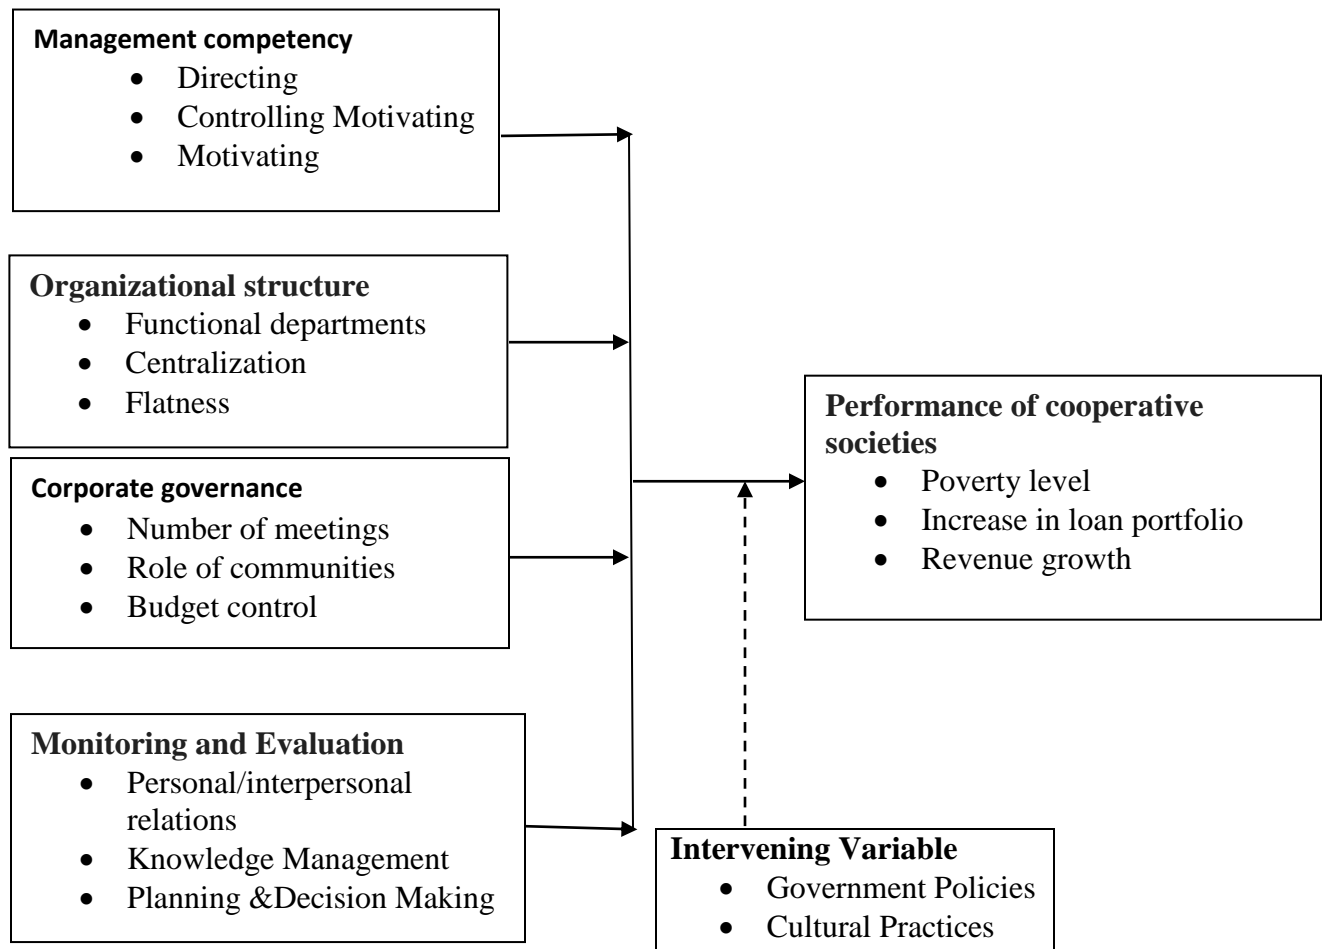 Management competency
• Directing
• Controlling Motivating
• Motivating
Organizational structure
• Functional departments
• Centralization
• Flatness
Corporate governance
• Number of meetings
• Role of communities
• Budget control
Monitoring and Evaluation
• Personal/interpersonal
relations
• Knowledge Management
• Planning &Decision Making
Performance of cooperative
societies
• Poverty level
• Increase in loan portfolio
• Revenue growth
Intervening Variable
• Government Policies
• Cultural Practices